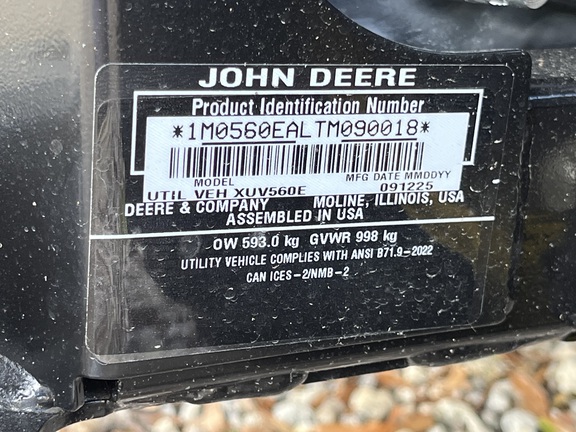 JOHN DEERE
Product Identification Number
*1M0560EALTM090018*
MODEL MFG DATE MMDDYY
UTIL VEH XUV560E 091225
DEERE & COMPANY MOLINE, ILLINOIS, USA
ASSEMBLED IN USA
OW 593.0 kg GVWR 998 kg
UTILITY VEHICLE COMPLIES WITH ANSI B71.9-2022
CAN ICES-2/NMB-2